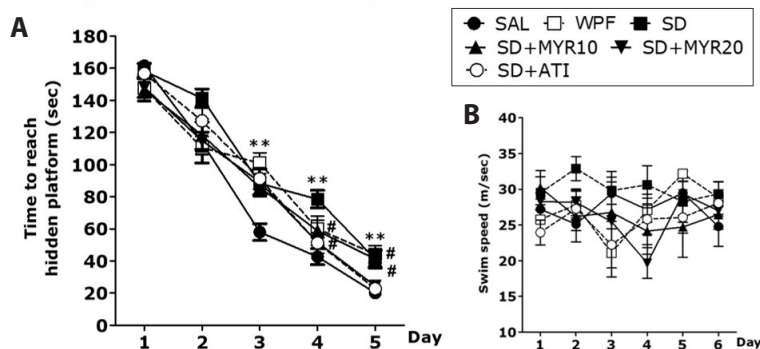 A
Time to reach
hidden platform (sec)
180
160
140
120
100
80
60
40
20
0
**
**
**
#
#
#
#
1 2 3 4 5 Day
SAL WPF SD
SD+MYR10 SD+MYR20
SD+ATI
B
Swim speed (m/sec)
40
35
30
25
20
15
10
1 2 3 4 5 6 Day